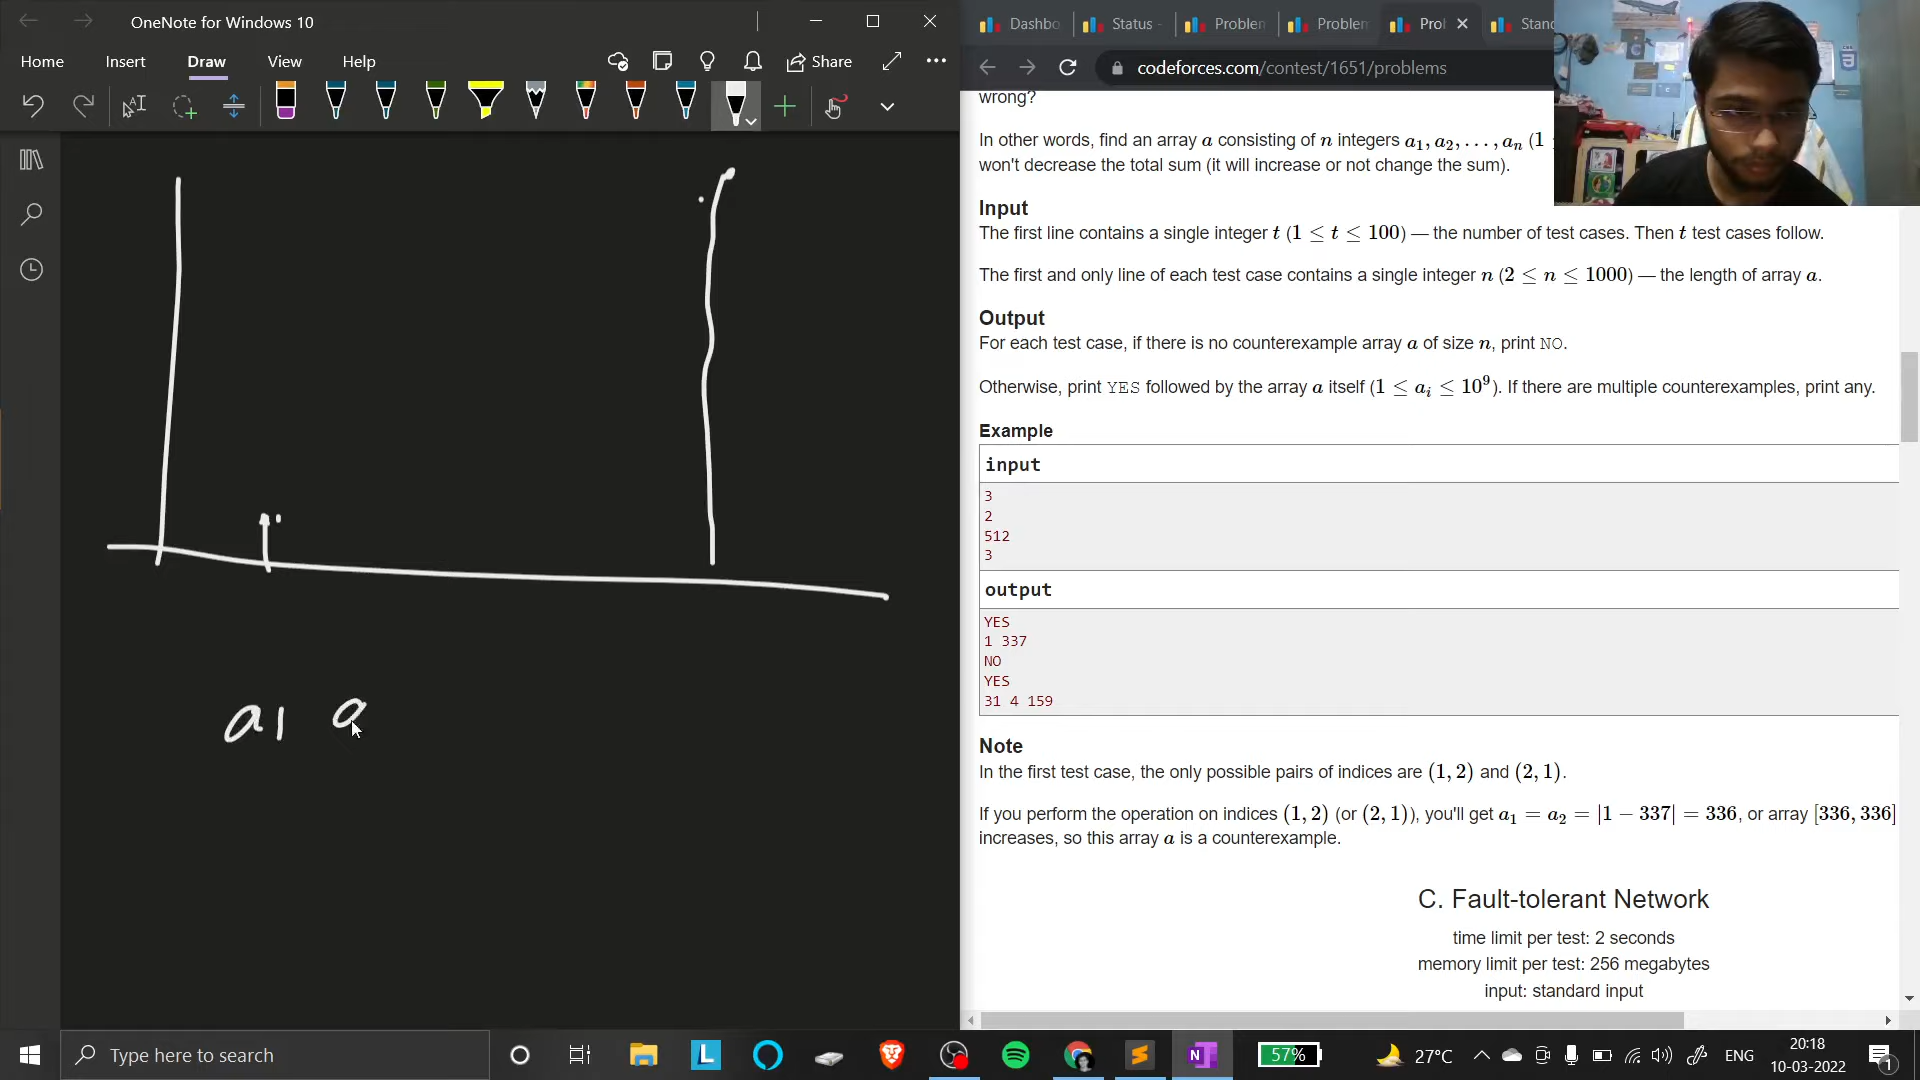 OneNote for Windows 10
Home Insert Draw View Help Share
Dashbo Status - Problem Problem Prob Stand
codeforces.com/contest/1651/problems
wrong?
In other words, find an array a consisting of n integers a1, a2, ..., an (1
won't decrease the total sum (it will increase or not change the sum).
Input
The first line contains a single integer t (1 ≤ t ≤ 100) — the number of test cases. Then t test cases follow.
The first and only line of each test case contains a single integer n (2 ≤ n ≤ 1000) — the length of array a.
Output
For each test case, if there is no counterexample array a of size n, print NO.
Otherwise, print YES followed by the array a itself (1 ≤ ai ≤ 10^9). If there are multiple counterexamples, print any.
Example
input
3
2
512
3
output
YES
1 337
NO
YES
31 4 159
Note
In the first test case, the only possible pairs of indices are (1, 2) and (2, 1).
If you perform the operation on indices (1, 2) (or (2, 1)), you'll get a1 = a2 = |1 − 337| = 336, or array [336, 336]
increases, so this array a is a counterexample.
C. Fault-tolerant Network
time limit per test: 2 seconds
memory limit per test: 256 megabytes
input: standard input
a1 a
Type here to search
57%
27°C
ENG
20:18
10-03-2022
1